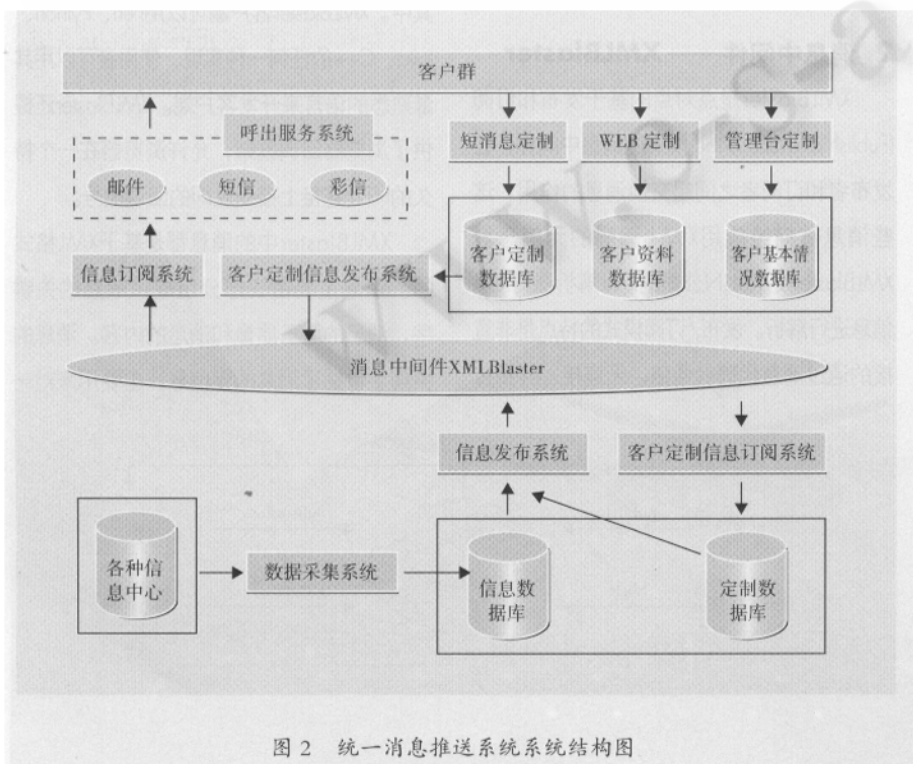 客户群
呼出服务系统
短消息定制
WEB 定制
管理台定制
邮件
短信
彩信
客户定制
数据库
客户资料
数据库
客户基本情
况数据库
信息订阅系统
客户定制信息发布系统
消息中间件XMLBlaster
信息发布系统
客户定制信息订阅系统
各种信
息中心
数据采集系统
信息数
据库
定制数
据库
图 2 统一消息推送系统系统结构图
www.c-s-a